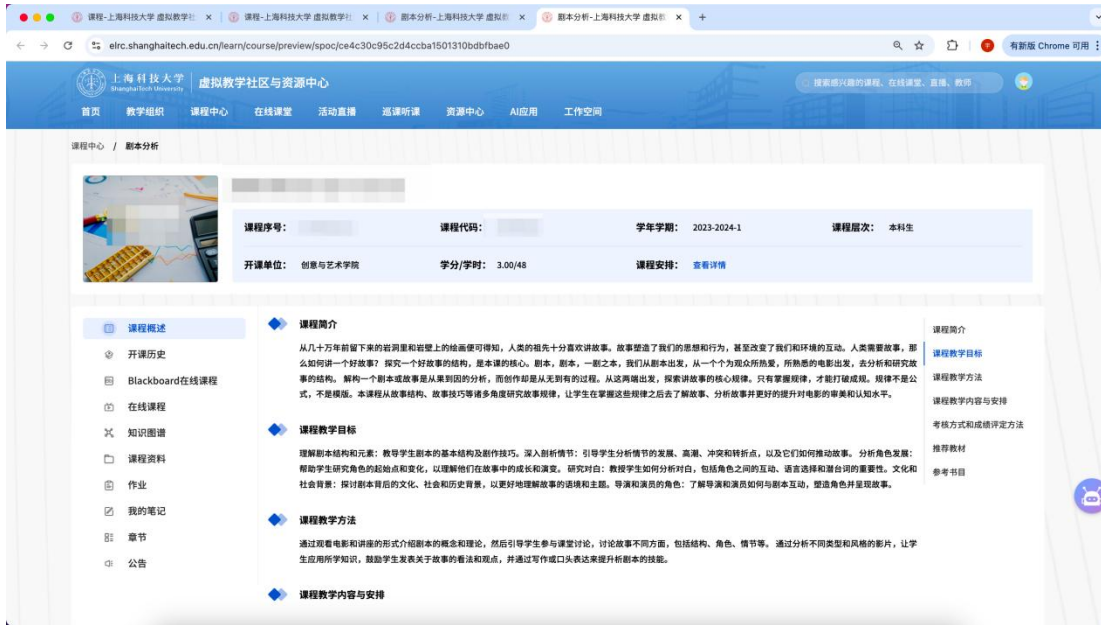 课程-上海科技大学 虚拟教学社
课程-上海科技大学 虚拟教学社
剧本分析-上海科技大学 虚拟教
剧本分析-上海科技大学 虚拟教
elrc.shanghaitech.edu.cn/learn/course/preview/spoc/ce4c30c95c2d4ccba1501310bdbfbae0
有新版 Chrome 可用
上海科技大学 虚拟教学社区与资源中心
ShanghaiTech University
搜索感兴趣的课程、在线课堂、直播、教师
首页 教学组织 课程中心 在线课堂 活动直播 巡课听课 资源中心 AI应用 工作空间
课程中心 / 剧本分析
课程序号： 课程代码： 学年学期： 2023-2024-1 课程层次： 本科生
开课单位： 创意与艺术学院 学分/学时： 3.00/48 课程安排： 查看详情
课程概述
开课历史
Blackboard在线课程
在线课程
知识图谱
课程资料
作业
我的笔记
章节
公告
课程简介
从几十万年前留下来的岩洞里和岩壁上的绘画便可得知，人类的祖先十分喜欢讲故事。故事塑造了我们的思想和行为，甚至改变了我们和环境的互动。人类需要故事，那
么如何讲一个好故事？ 探究一个好故事的结构，是本课的核心。剧本，剧本，一剧之本，我们从剧本出发，从一个个为观众所热爱，所熟悉的电影出发，去分析和研究故
事的结构。 解构一个剧本或故事是从果到因的分析，而创作却是从无到有的过程。从这两端出发，探索讲故事的核心规律。只有掌握规律，才能打破成规。规律不是公
式，不是模版。本课程从故事结构、故事技巧等诸多角度研究故事规律，让学生在掌握这些规律之后去了解故事、分析故事并更好的提升对电影的审美和认知水平。
课程教学目标
理解剧本结构和元素：教导学生剧本的基本结构及剧作技巧。深入剖析情节：引导学生分析情节的发展、高潮、冲突和转折点，以及它们如何推动故事。 分析角色发展：
帮助学生研究角色的起始点和变化，以理解他们在故事中的成长和演变。 研究对白：教授学生如何分析对白，包括角色之间的互动、语言选择和潜台词的重要性。文化和
社会背景：探讨剧本背后的文化、社会和历史背景，以更好地理解故事的语境和主题。导演和演员的角色：了解导演和演员如何与剧本互动，塑造角色并呈现故事。
课程教学方法
通过观看电影和讲座的形式介绍剧本的概念和理论，然后引导学生参与课堂讨论，讨论故事不同方面，包括结构、角色、情节等。 通过分析不同类型和风格的影片，让学
生应用所学知识，鼓励学生发表关于故事的看法和观点，并通过写作或口头表达来提升析剧本的技能。
课程教学内容与安排
课程简介
课程教学目标
课程教学方法
课程教学内容与安排
考核方式和成绩评定方法
推荐教材
参考书目